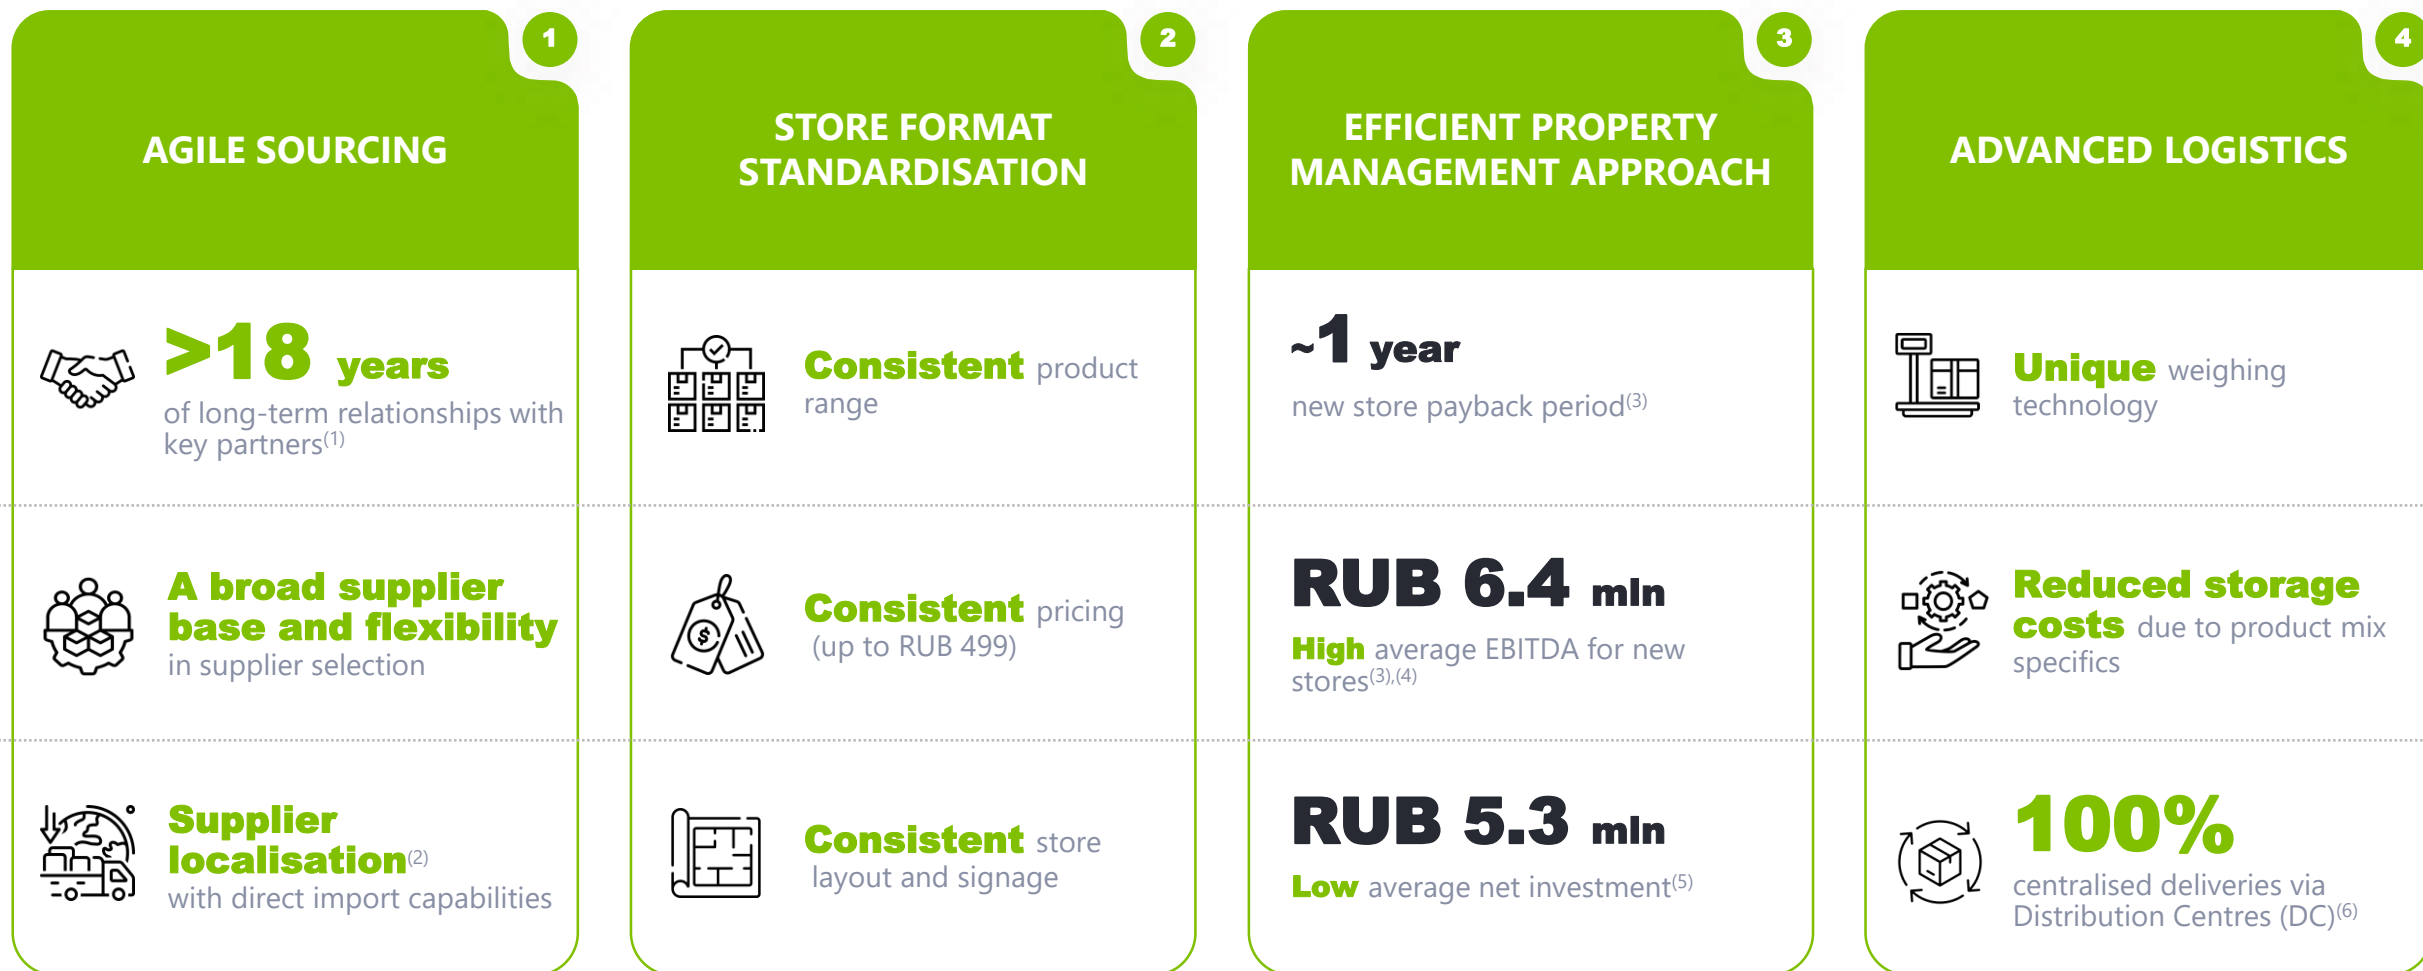 1
AGILE SOURCING
>18 years
of long-term relationships with
key partners(1)
A broad supplier
base and flexibility
in supplier selection
Supplier
localisation(2)
with direct import capabilities
2
STORE FORMAT
STANDARDISATION
Consistent product
range
Consistent pricing
(up to RUB 499)
Consistent store
layout and signage
3
EFFICIENT PROPERTY
MANAGEMENT APPROACH
~1 year
new store payback period(3)
RUB 6.4 mln
High average EBITDA for new
stores(3),(4)
RUB 5.3 mln
Low average net investment(5)
4
ADVANCED LOGISTICS
Unique weighing
technology
Reduced storage
costs due to product mix
specifics
100%
centralised deliveries via
Distribution Centres (DC)(6)